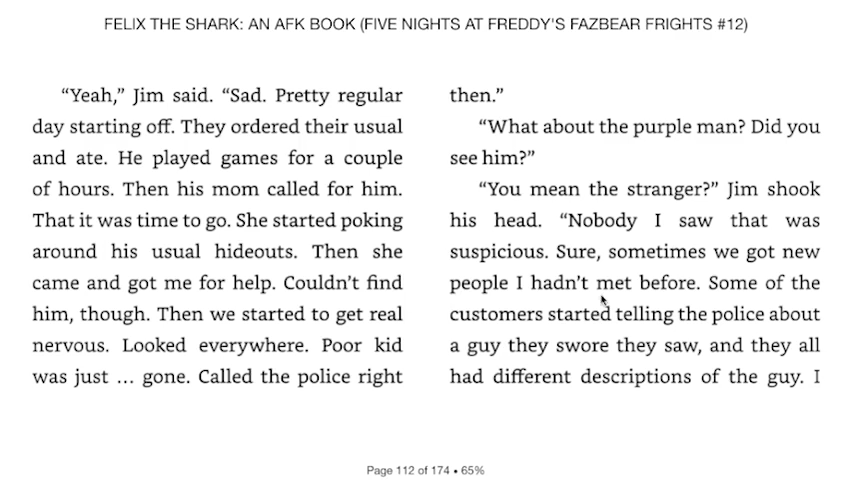 FELIX THE SHARK: AN AFK BOOK (FIVE NIGHTS AT FREDDY'S FAZBEAR FRIGHTS #12)
“Yeah,” Jim said. “Sad. Pretty regular
day starting off. They ordered their usual
and ate. He played games for a couple
of hours. Then his mom called for him.
That it was time to go. She started poking
around his usual hideouts. Then she
came and got me for help. Couldn’t find
him, though. Then we started to get real
nervous. Looked everywhere. Poor kid
was just … gone. Called the police right
then.”
“What about the purple man? Did you
see him?”
“You mean the stranger?” Jim shook
his head. “Nobody I saw that was
suspicious. Sure, sometimes we got new
people I hadn’t met before. Some of the
customers started telling the police about
a guy they swore they saw, and they all
had different descriptions of the guy. I
Page 112 of 174 • 65%